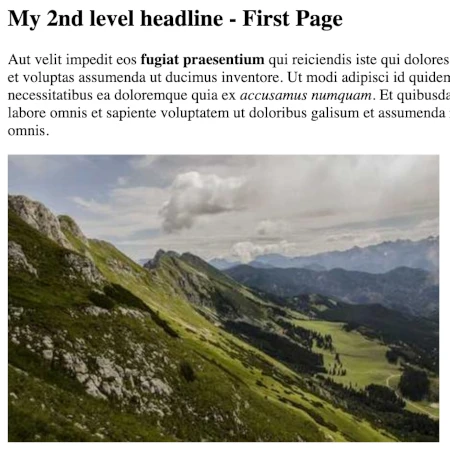 My 2nd level headline - First Page
Aut velit impedit eos fugiat praesentium qui reiciendis iste qui dolores
et voluptas assumenda ut ducimus inventore. Ut modi adipisci id quidem
necessitatibus ea doloremque quia ex accusamus numquam. Et quibusda
labore omnis et sapiente voluptatem ut doloribus galisum et assumenda
omnis.